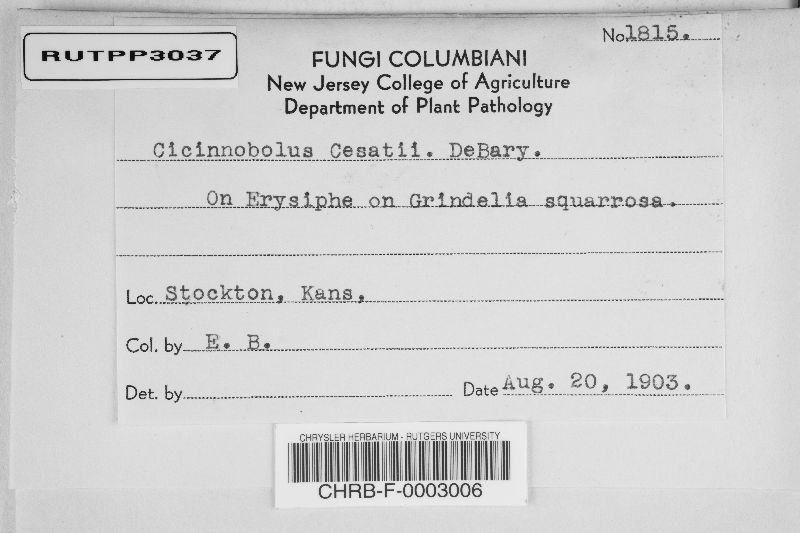 RUTPP3037
No. 1815.
FUNGI COLUMBIANI
New Jersey College of Agriculture
Department of Plant Pathology
Cicinnobolus Cesatii. DeBary.
On Erysiphe on Grindelia squarrosa.
Loc. Stockton, Kans,
Col. by E. B.
Det. by Date Aug. 20, 1903.
CHRYSLER HERBARIUM - RUTGERS UNIVERSITY
CHRB-F-0003006